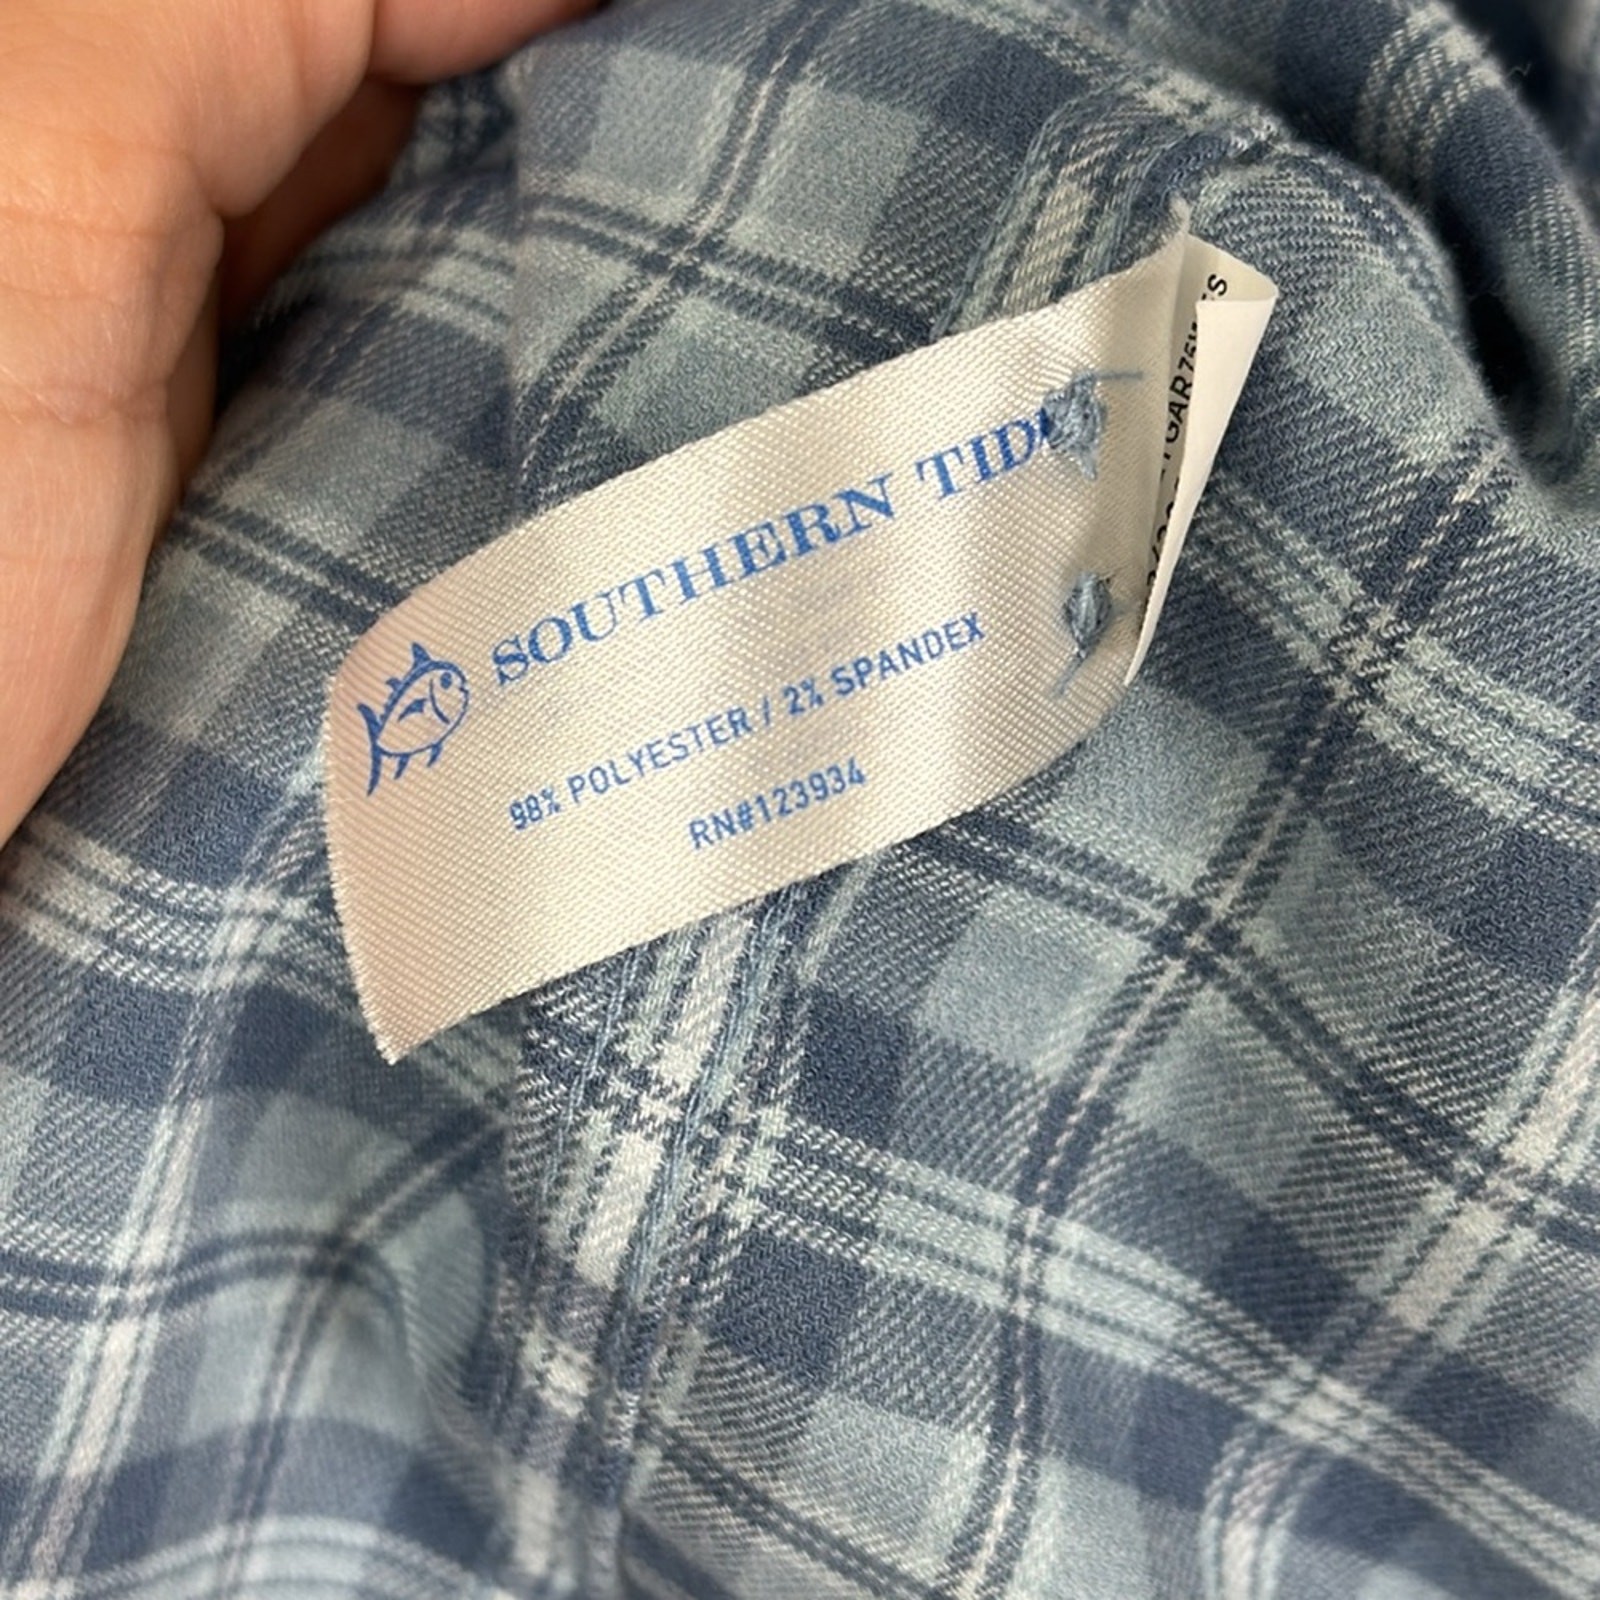 SOUTHERN TIDE
98% POLYESTER / 2% SPANDEX
RN#123934